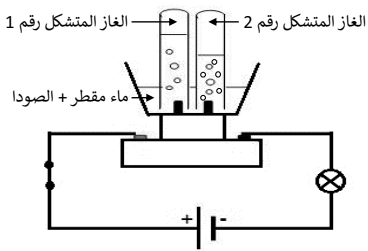 الغاز المتشكل رقم 1
الغاز المتشكل رقم 2
ماء مقطر + الصودا
+ -